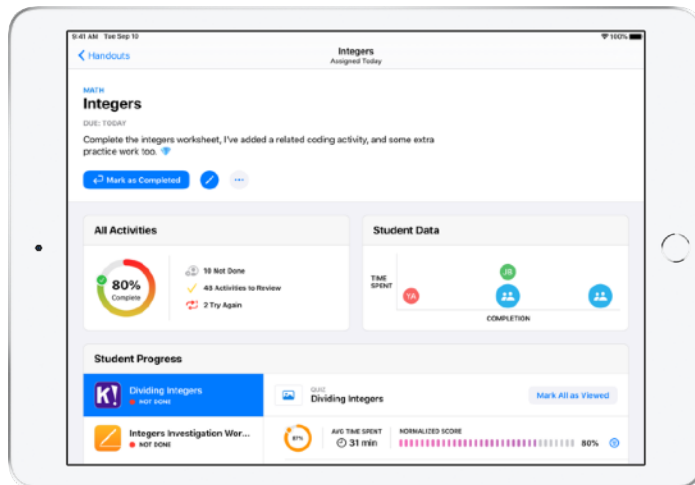 9:41 AM Tue Sep 10
100%
Handouts
Integers
Assigned Today
MATH
Integers
DUE: TODAY
Complete the integers worksheet, I've added a related coding activity, and some extra
practice work too.
Mark as Completed
All Activities
80%
Complete
10 Not Done
43 Activities to Review
2 Try Again
Student Data
TIME
SPENT
JB
YA
COMPLETION
Student Progress
K!
Dividing Integers
NOT DONE
QUIZ
Dividing Integers
Mark All as Viewed
Integers Investigation Wor...
NOT DONE
87%
AVG TIME SPENT
31 min
NORMALIZED SCORE
80%